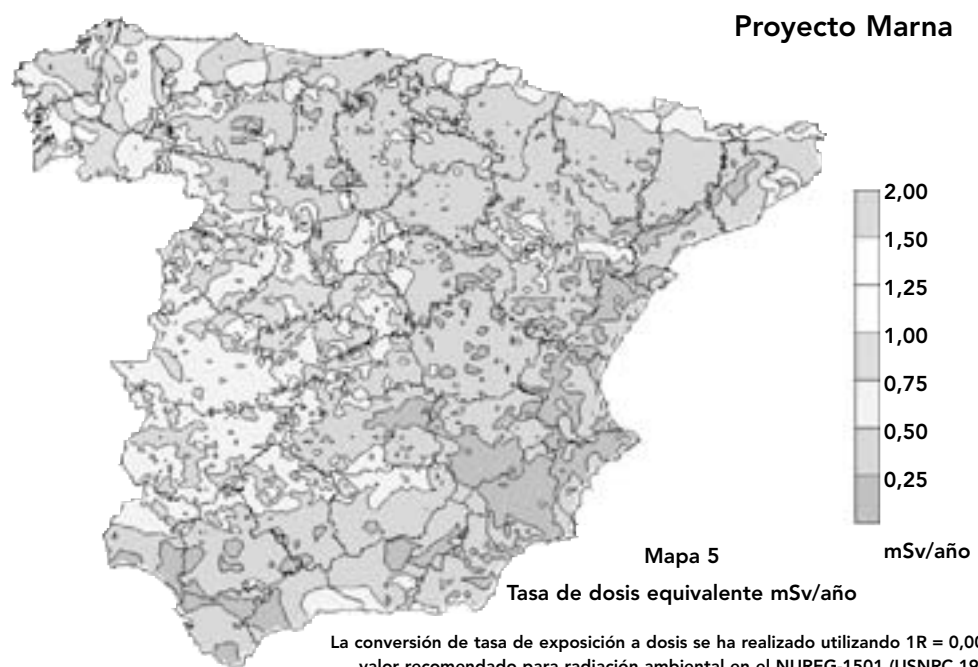 Proyecto Marna
2,00
1,50
1,25
1,00
0,75
0,50
0,25
mSv/año
Mapa 5
Tasa de dosis equivalente mSv/año
La conversión de tasa de exposición a dosis se ha realizado utilizando 1R = 0,00
valor recomendado para radiación ambiental en el NUREG-1501 (USNRC